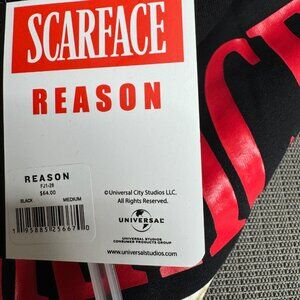 SCARFACE
REASON
REASON
FJ1-28
$64.00
BLACK MEDIUM
©Universal City Studios LLC.
All Rights Reserved.
UNIVERSAL
UNIVERSAL STUDIOS
CONSUMER PRODUCTS GROUP
www.universalstudios.com